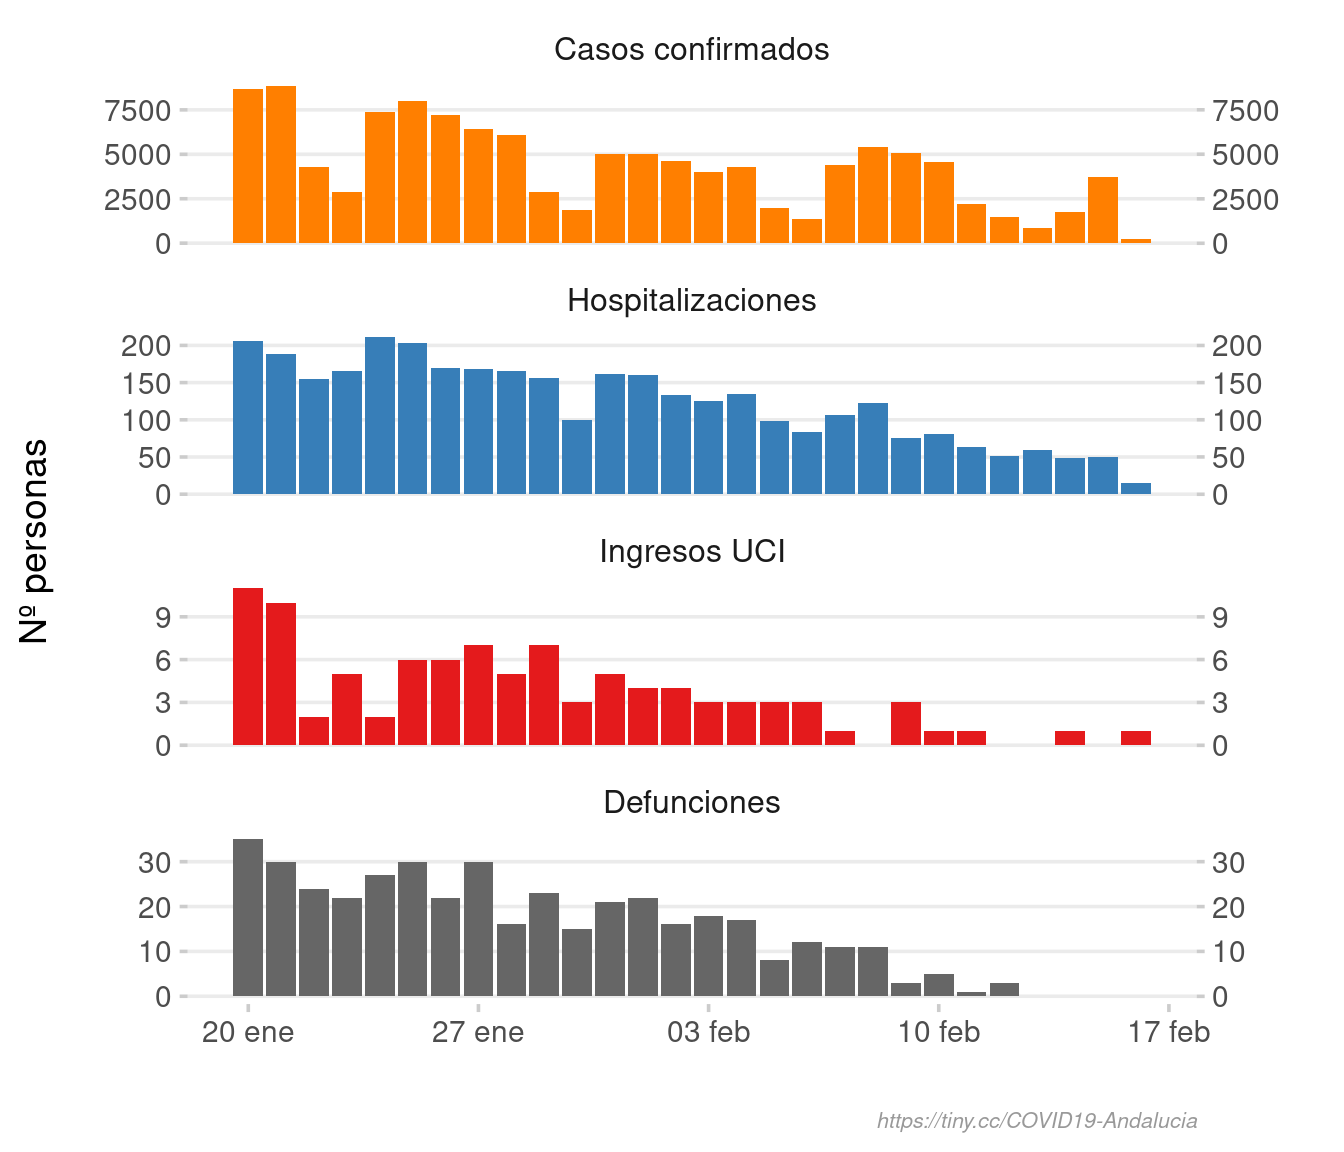 Casos confirmados
7500 7500
5000 5000
2500 2500
0 0
Hospitalizaciones
200 200
150 150
100 100
50 50
0 0
Ingresos UCI
9 9
6 6
3 3
0 0
Defunciones
30 30
20 20
10 10
0 0
20 ene 27 ene 03 feb 10 feb 17 feb
Nº personas
https://tiny.cc/COVID19-Andalucia